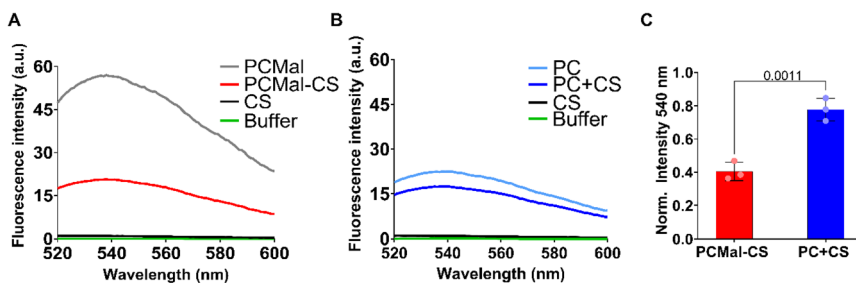 A
Fluorescence intensity (a.u.)
60
45
30
15
0
520
540
560
580
600
Wavelength (nm)
PCMal
PCMal-CS
CS
Buffer
B
Fluorescence intensity (a.u.)
60
45
30
15
0
520
540
560
580
600
Wavelength (nm)
PC
PC+CS
CS
Buffer
C
Norm. Intensity 540 nm
1.0
0.8
0.6
0.4
0.2
0.0
0.0011
PCMal-CS
PC+CS